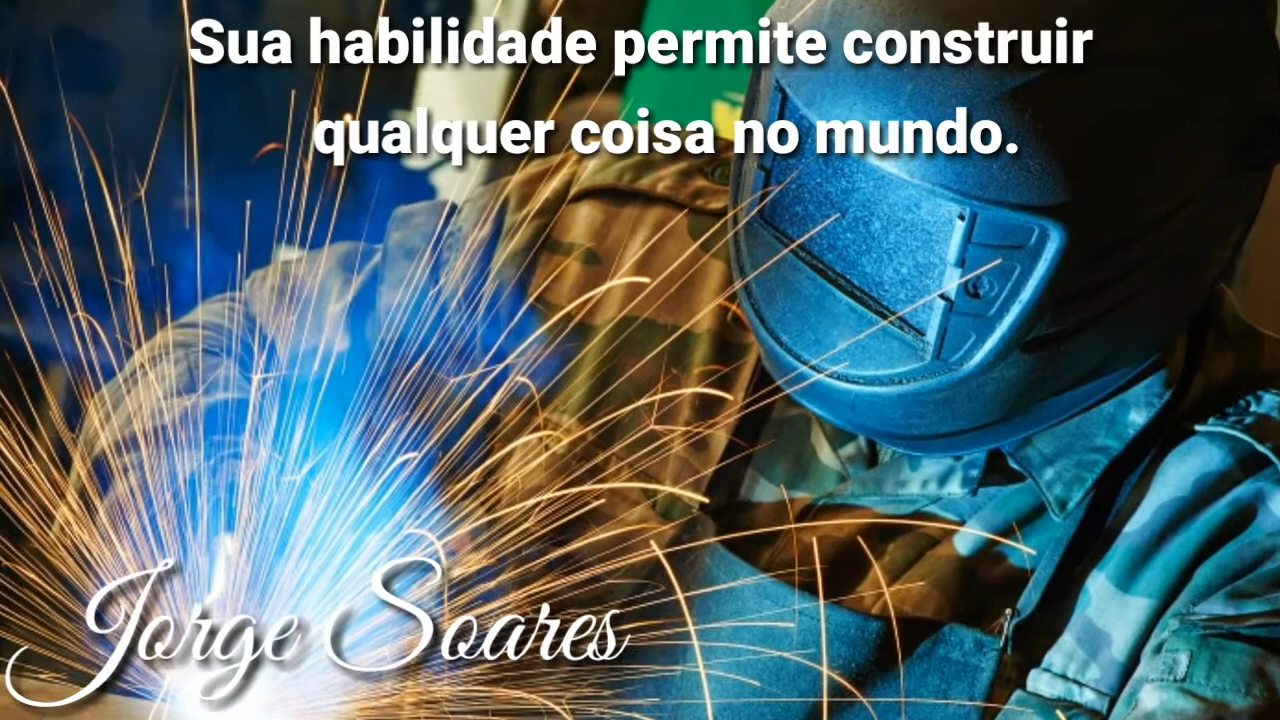 Sua habilidade permite construir
qualquer coisa no mundo.
Jorge Soares